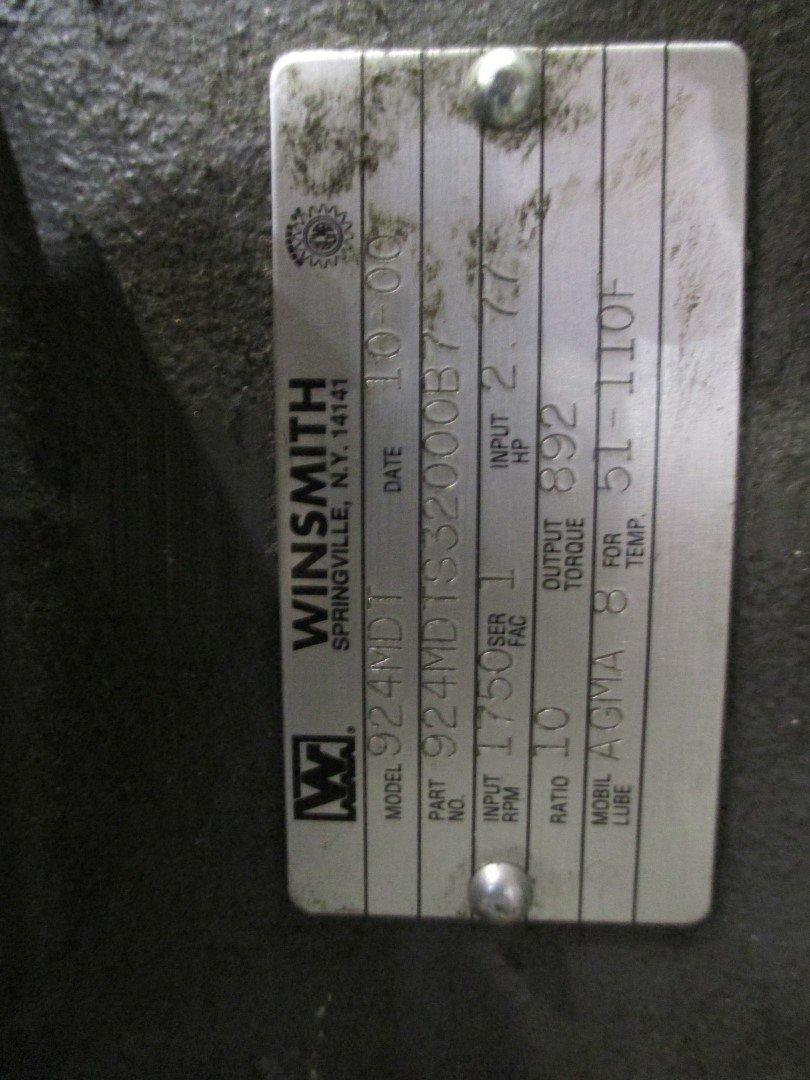 WINSMITH
SPRINGVILLE, N.Y. 14141
MODEL 924MDT DATE 10-00
PART NO. 924MDTS32000B7
INPUT RPM 1750 SER FAC 1 INPUT HP 2.77
RATIO 10 OUTPUT TORQUE 892
MOBIL LUBE AGMA 8 FOR TEMP. 51-110F